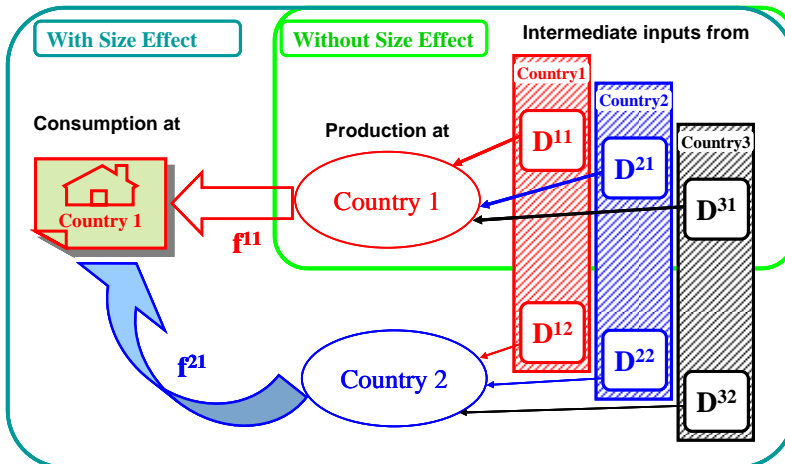 With Size Effect
Without Size Effect
Intermediate inputs from
Country1
Country2
Country3
Consumption at
Production at
D11
D21
D31
Country 1
Country 1
f11
D12
D22
D32
Country 2
f21